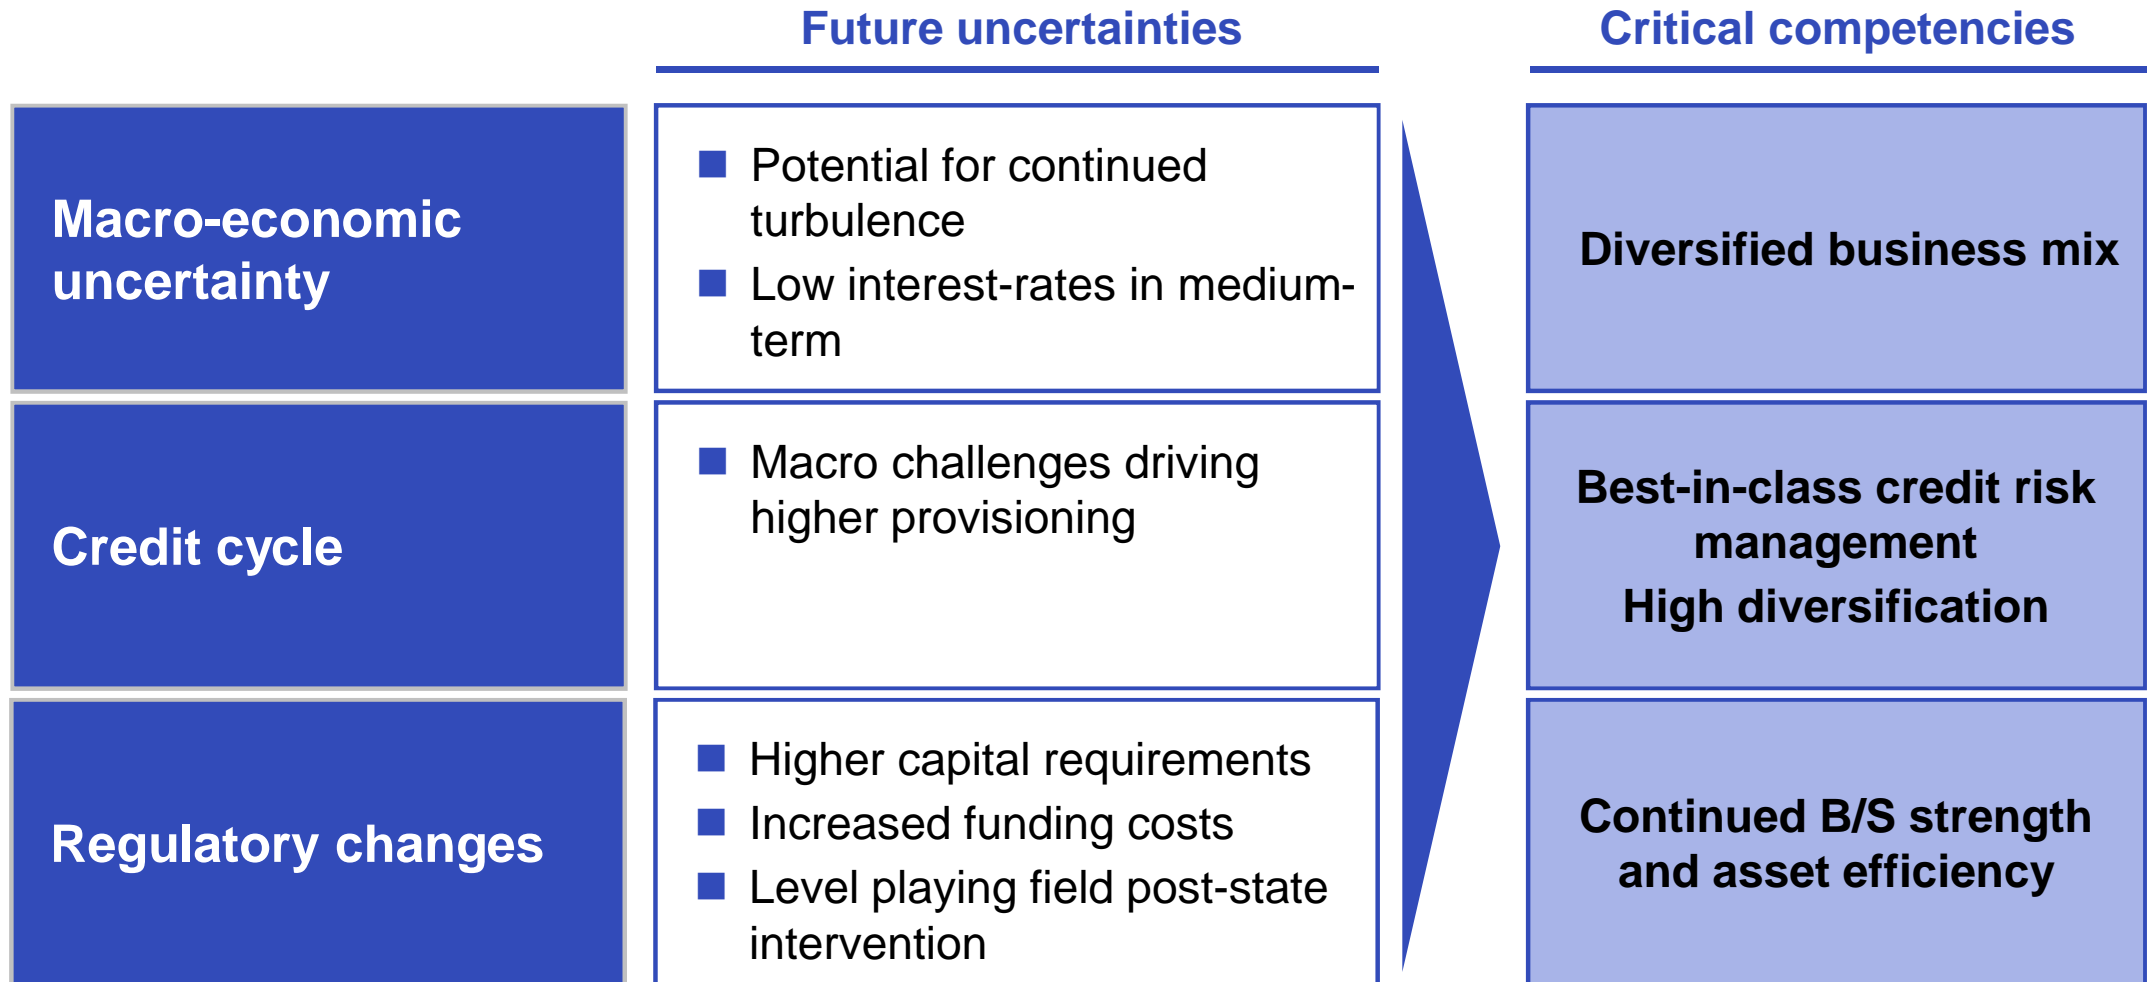 Future uncertainties
Critical competencies
Macro-economic
uncertainty
Potential for continued
turbulence
Low interest-rates in medium-
term
Diversified business mix
Credit cycle
Macro challenges driving
higher provisioning
Best-in-class credit risk
management
High diversification
Regulatory changes
Higher capital requirements
Increased funding costs
Level playing field post-state
intervention
Continued B/S strength
and asset efficiency